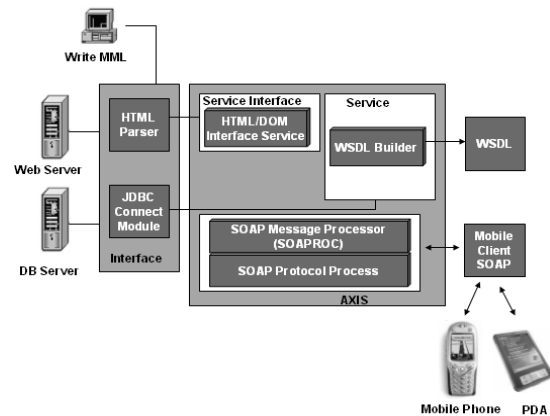 Write MML
HTML
Parser
Web Server
JDBC
Connect
Module
DB Server
Interface
Service Interface
HTML/DOM
Interface Service
Service
WSDL Builder
WSDL
SOAP Message Processor
(SOAPROC)
SOAP Protocol Process
AXIS
Mobile
Client
SOAP
Mobile Phone
PDA